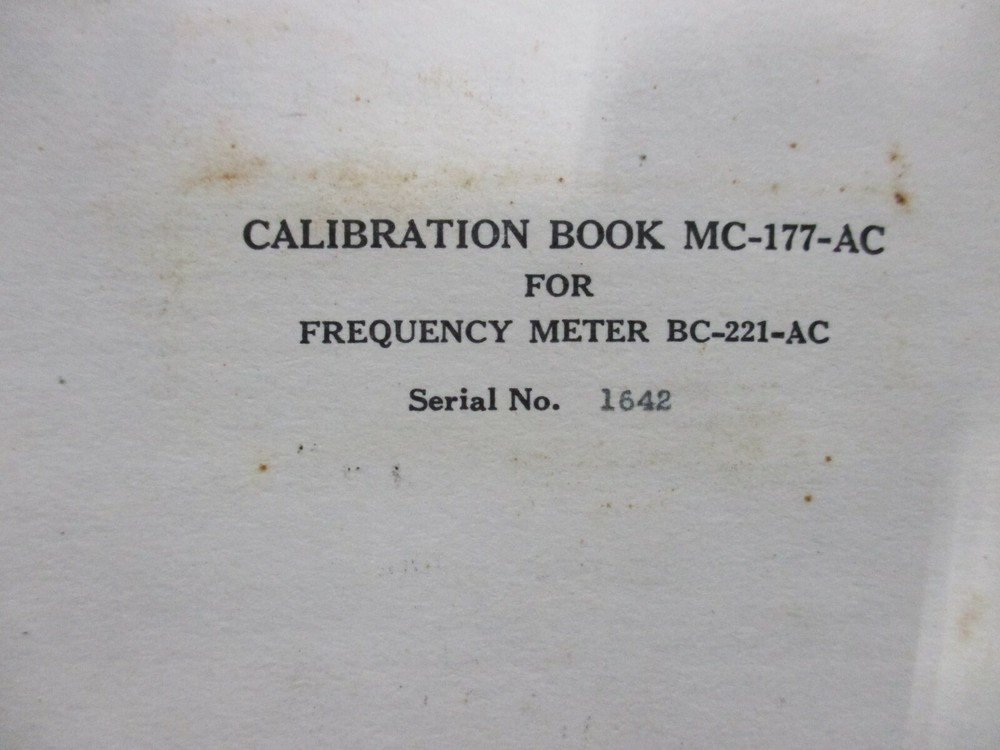 CALIBRATION BOOK MC-177-AC
FOR
FREQUENCY METER BC-221-AC
Serial No. 1642